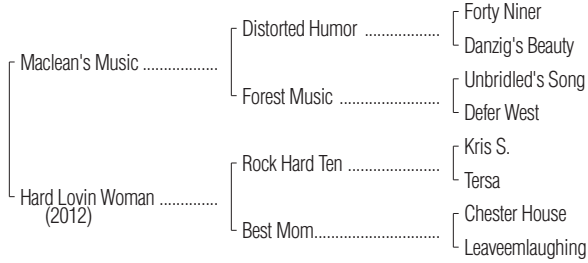 Forty Niner
Distorted Humor ..................
Danzig's Beauty
Maclean's Music ..................
Unbridled's Song
Forest Music ........................
Defer West
Kris S.
Rock Hard Ten ......................
Tersa
Hard Lovin Woman ..............
(2012)
Chester House
Best Mom..............................
Leaveemlaughing